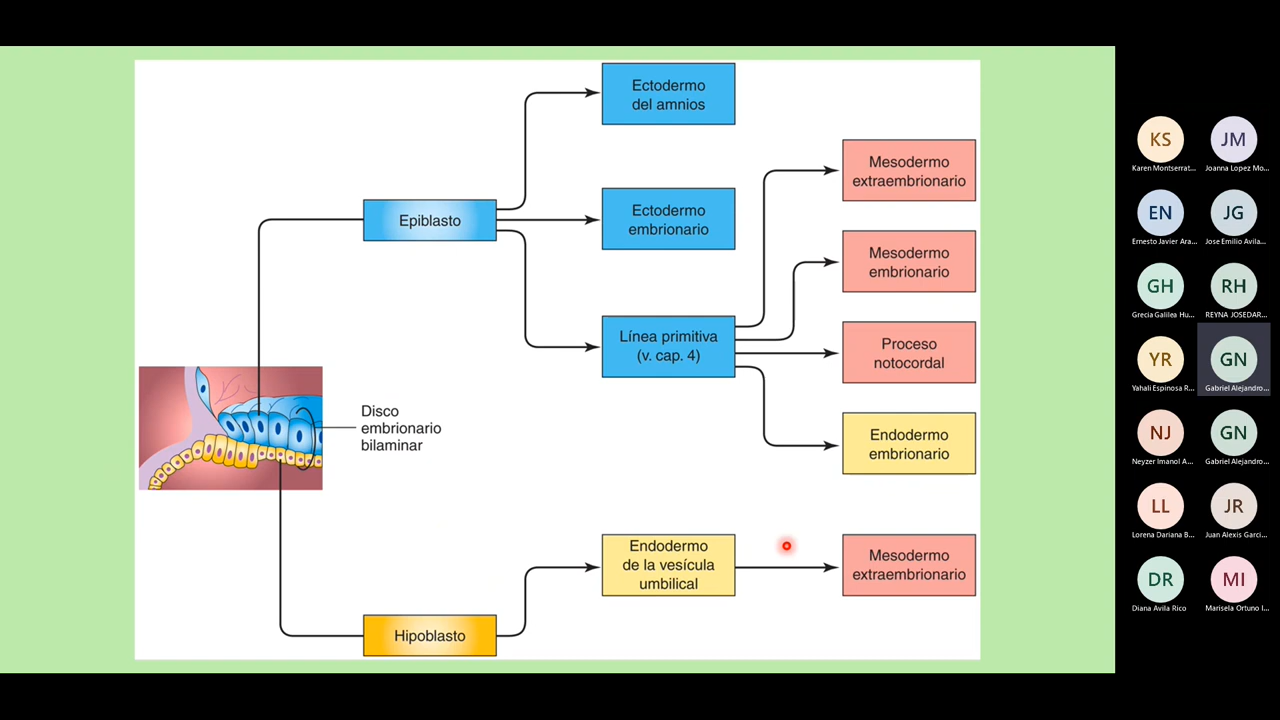 Ectodermo
del amnios
Mesodermo
extraembrionario
Epiblasto
Ectodermo
embrionario
Mesodermo
embrionario
Línea primitiva
(v. cap. 4)
Proceso
notocordal
Disco
embrionario
bilaminar
Endodermo
embrionario
Endodermo
de la vesícula
umbilical
Mesodermo
extraembrionario
Hipoblasto
KS
JM
Karen Montserrat...
Joanna Lopez Mo...
EN
JG
Ernesto Javier Ara...
Jose Emilio Avila...
GH
RH
Grecia Galilea Hu...
REYNA JOSEDAR...
YR
GN
Yahali Espinosa R...
Gabriel Alejandro...
NJ
GN
Neyzer Imanol A...
Gabriel Alejandro...
LL
JR
Lorena Dariana B...
Juan Alexis Garci...
DR
MI
Diana Avila Rico
Marisela Ortuno I...